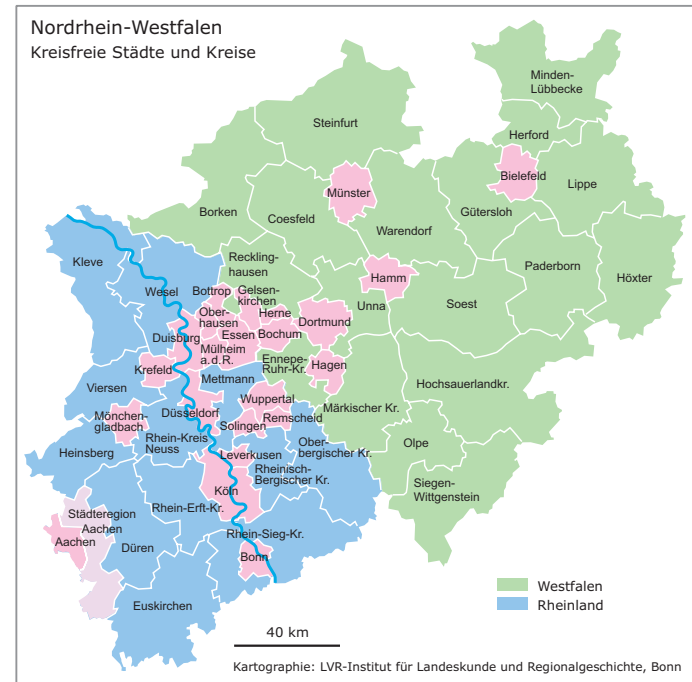 Nordrhein-Westfalen
Kreisfreie Städte und Kreise
Minden-
Lübbecke
Steinfurt
Herford
Bielefeld
Lippe
Münster
Borken
Coesfeld
Gütersloh
Warendorf
Reckling-
hausen
Kleve
Paderborn
Höxter
Hamm
Wesel
Bottrop
Gelsen-
kirchen
Unna
Soest
Ober-
hausen
Herne
Dortmund
Duisburg
Essen
Bochum
Mülheim
a.d.R.
Ennepe-
Ruhr-Kr.
Hagen
Krefeld
Mettmann
Viersen
Hochsauerlandkr.
Wuppertal
Mönchen-
gladbach
Düsseldorf
Remscheid
Märkischer Kr.
Solingen
Rhein-Kreis
Neuss
Ober-
bergischer Kr.
Olpe
Heinsberg
Leverkusen
Rheinisch-
Bergischer Kr.
Siegen-
Wittgenstein
Köln
Rhein-Erft-Kr.
Städteregion
Aachen
Rhein-Sieg-Kr.
Aachen
Düren
Bonn
Euskirchen
Westfalen
Rheinland
40 km
Kartographie: LVR-Institut für Landeskunde und Regionalgeschichte, Bonn